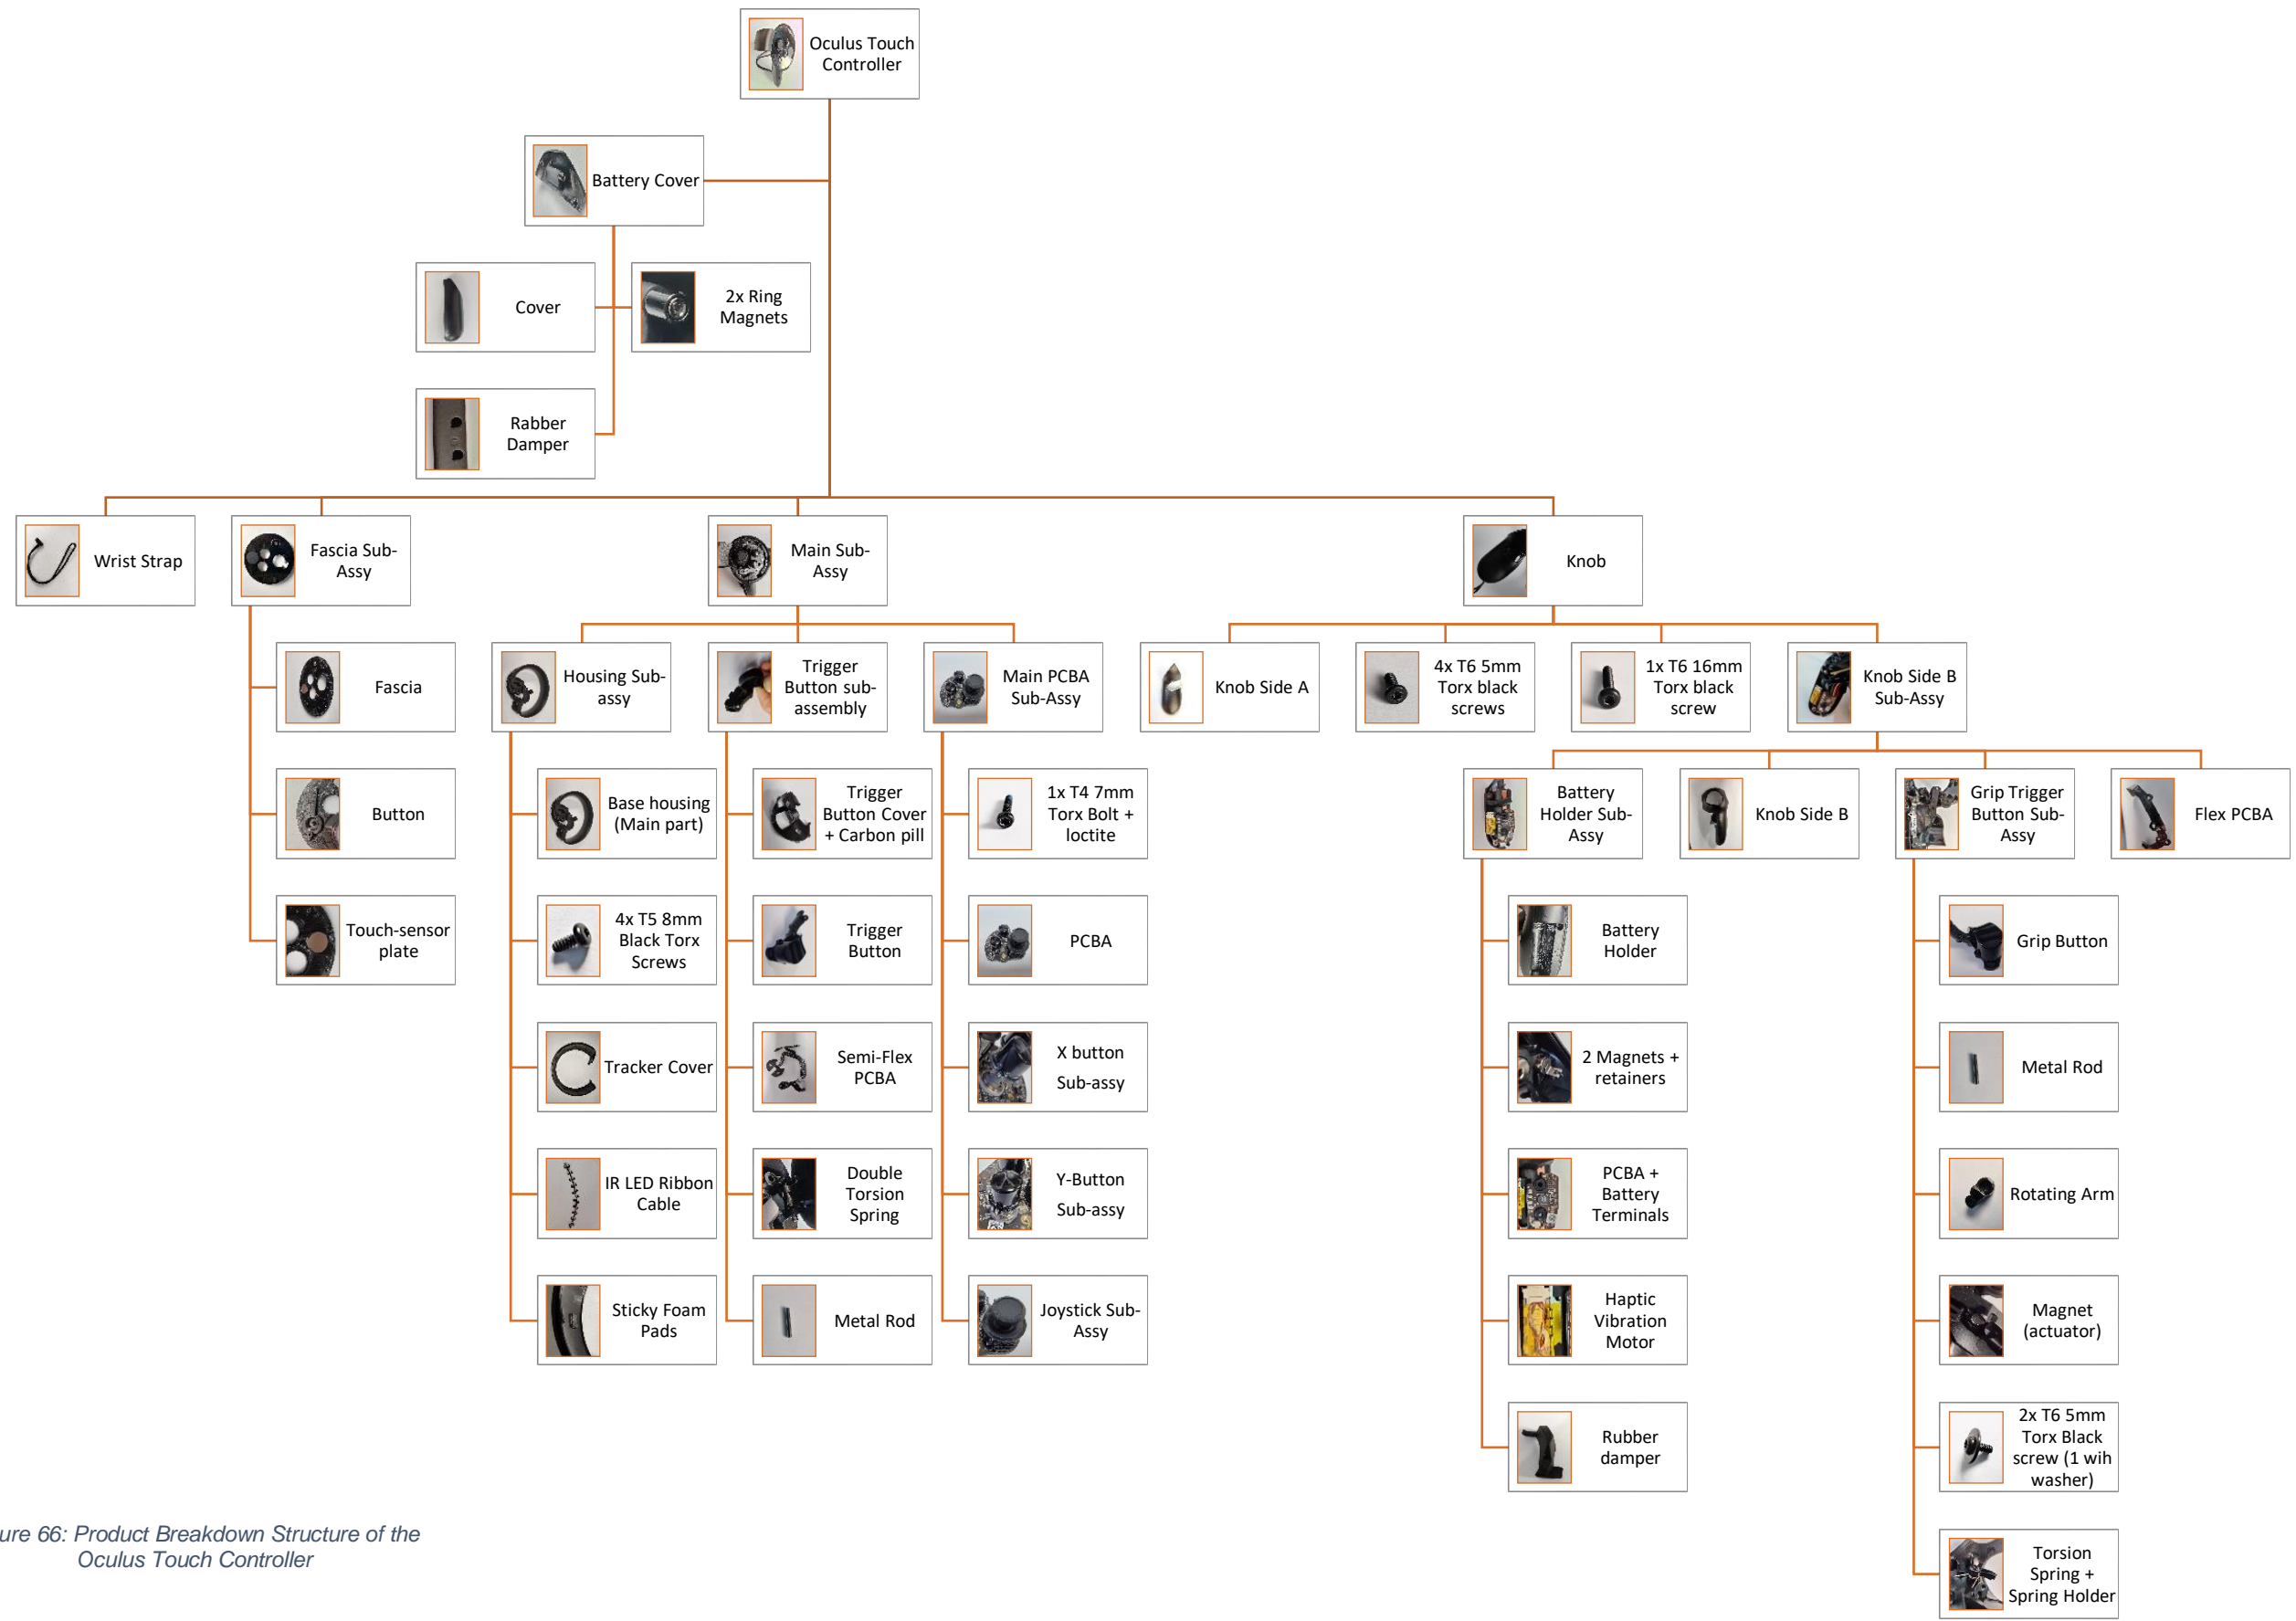 Oculus Touch
Controller
Battery Cover
Cover
2x Ring
Magnets
Rabber
Damper
Wrist Strap
Fascia Sub-
Assy
Main Sub-
Assy
Knob
Fascia
Button
Touch-sensor
plate
Housing Sub-
assy
Trigger
Button sub-
assembly
Main PCBA
Sub-Assy
Knob Side A
4x T6 5mm
Torx black
screws
1x T6 16mm
Torx black
screw
Knob Side B
Sub-Assy
Base housing
(Main part)
4x T5 8mm
Black Torx
Screws
Tracker Cover
IR LED Ribbon
Cable
Sticky Foam
Pads
Trigger
Button Cover
+ Carbon pill
Trigger
Button
Semi-Flex
PCBA
Double
Torsion
Spring
Metal Rod
1x T4 7mm
Torx Bolt +
loctite
PCBA
X button
Sub-assy
Y-Button
Sub-assy
Joystick Sub-
Assy
Battery
Holder Sub-
Assy
Knob Side B
Grip Trigger
Button Sub-
Assy
Flex PCBA
Battery
Holder
2 Magnets +
retainers
PCBA +
Battery
Terminals
Haptic
Vibration
Motor
Rubber
damper
Grip Button
Metal Rod
Rotating Arm
Magnet
(actuator)
2x T6 5mm
Torx Black
screw (1 wih
washer)
Torsion
Spring +
Spring Holder
ure 66: Product Breakdown Structure of the
Oculus Touch Controller